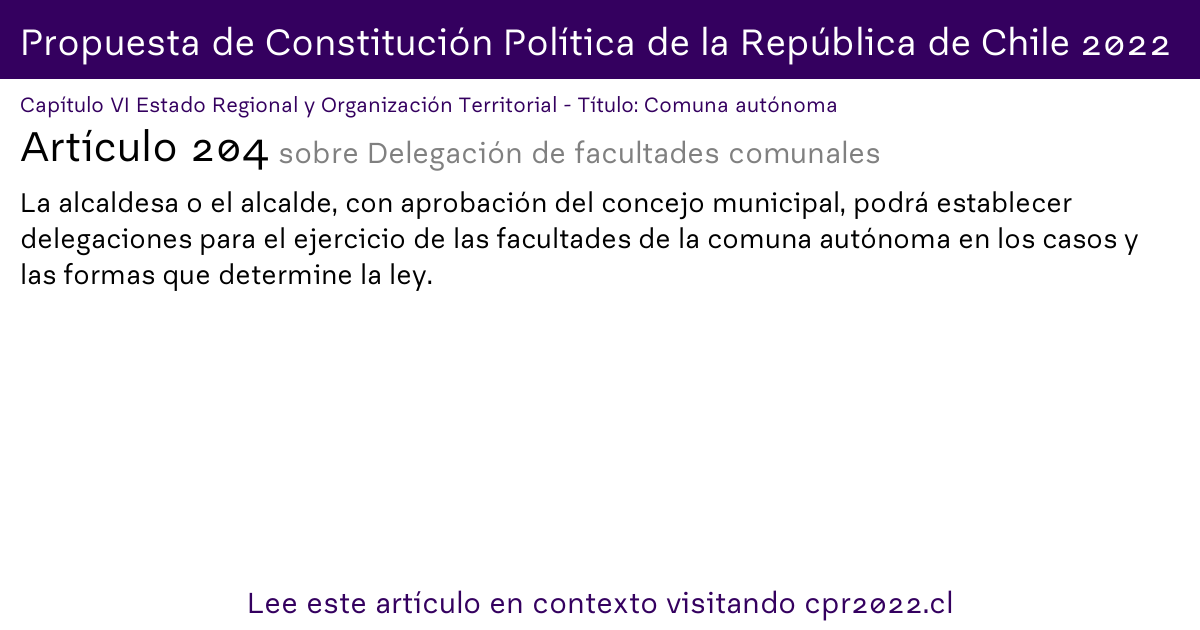 Propuesta de Constitución Política de la República de Chile 2022
Capítulo VI Estado Regional y Organización Territorial - Título: Comuna autónoma
Artículo 204 sobre Delegación de facultades comunales
La alcaldesa o el alcalde, con aprobación del concejo municipal, podrá establecer
delegaciones para el ejercicio de las facultades de la comuna autónoma en los casos y
las formas que determine la ley.
Lee este artículo en contexto visitando cpr2022.cl